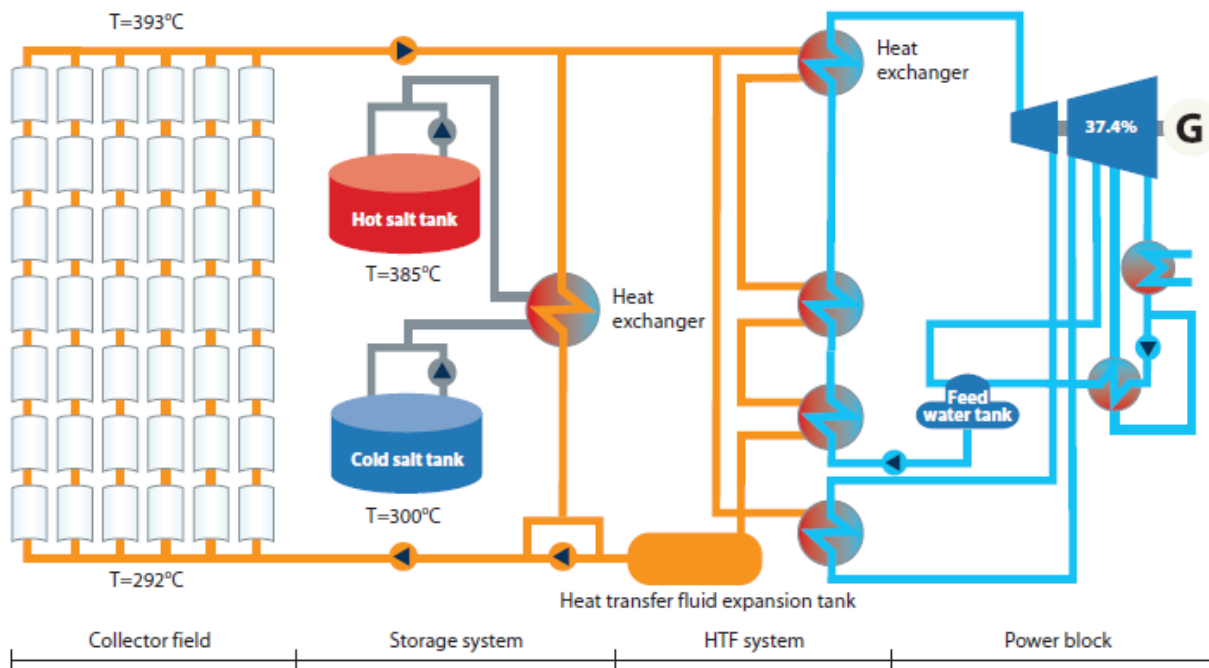 T=393°C
Heat
exchanger
37.4%
G
Hot salt tank
T=385°C
Heat
exchanger
Feed
water tank
Cold salt tank
T=300°C
T=292°C
Heat transfer fluid expansion tank
Collector field
Storage system
HTF system
Power block